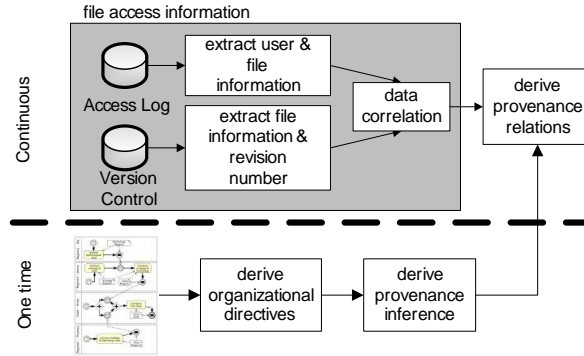 file access information
extract user &
file
information
Access Log
extract file
information &
revision
number
Version
Control
data
correlation
derive
provenance
relations
Continuous
One time
derive
organizational
directives
derive
provenance
inference